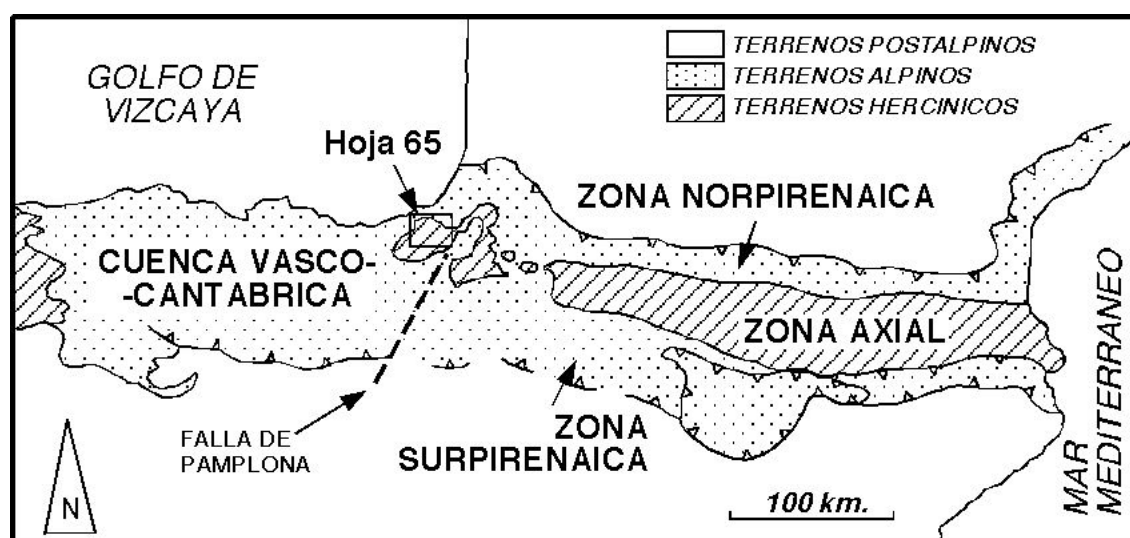 GOLFO DE
VIZCAYA
TERRENOS POSTALPINOS
TERRENOS ALPINOS
TERRENOS HERCINICOS
Hoja 65
ZONA NORPIRENAICA
CUENCA VASCO-
-CANTABRICA
ZONA AXIAL
FALLA DE
PAMPLONA
ZONA
SURPIRENAICA
MAR
MEDITERRANEO
N
100 km.